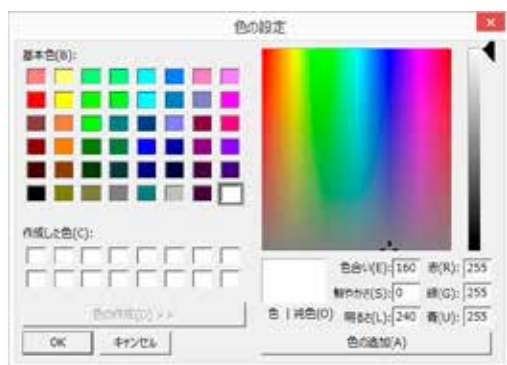 色の設定
基本色(B):
作成した色(C):
色の作成(D) >>
OK キャンセル
色合い(E): 160 赤(R): 255
鮮やかさ(S): 0 緑(G): 255
色 | 純色(O) 明るさ(L): 240 青(U): 255
色の追加(A)